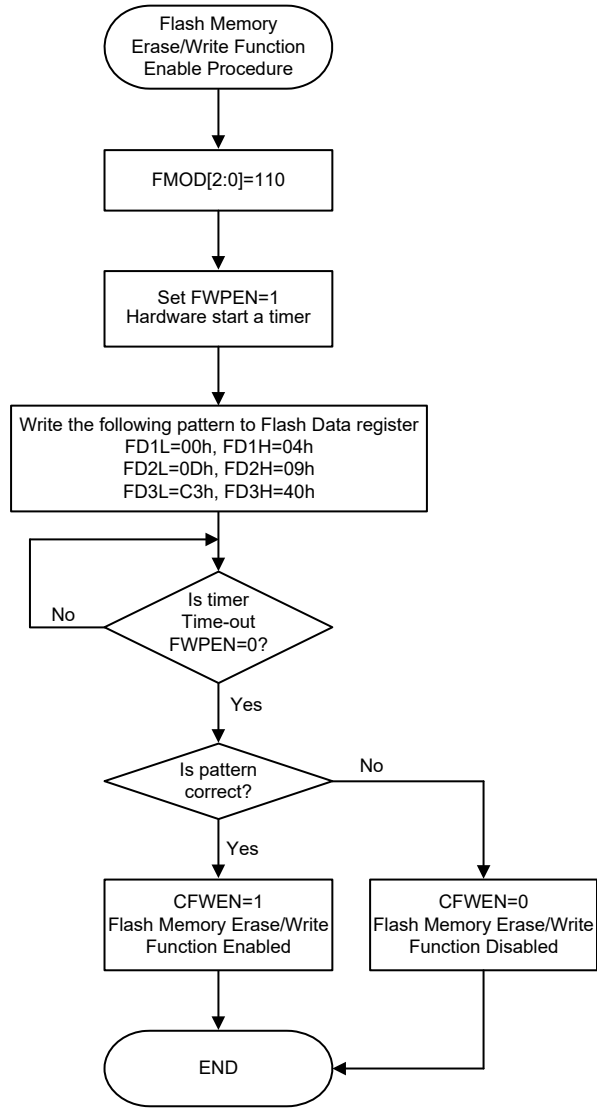 Flash Memory
Erase/Write Function
Enable Procedure
FMOD[2:0]=110
Set FWPEN=1
Hardware start a timer
Write the following pattern to Flash Data register
FD1L=00h, FD1H=04h
FD2L=0Dh, FD2H=09h
FD3L=C3h, FD3H=40h
Is timer
Time-out
FWPEN=0?
No
Yes
Is pattern
correct?
No
Yes
CFWEN=1
Flash Memory Erase/Write
Function Enabled
CFWEN=0
Flash Memory Erase/Write
Function Disabled
END